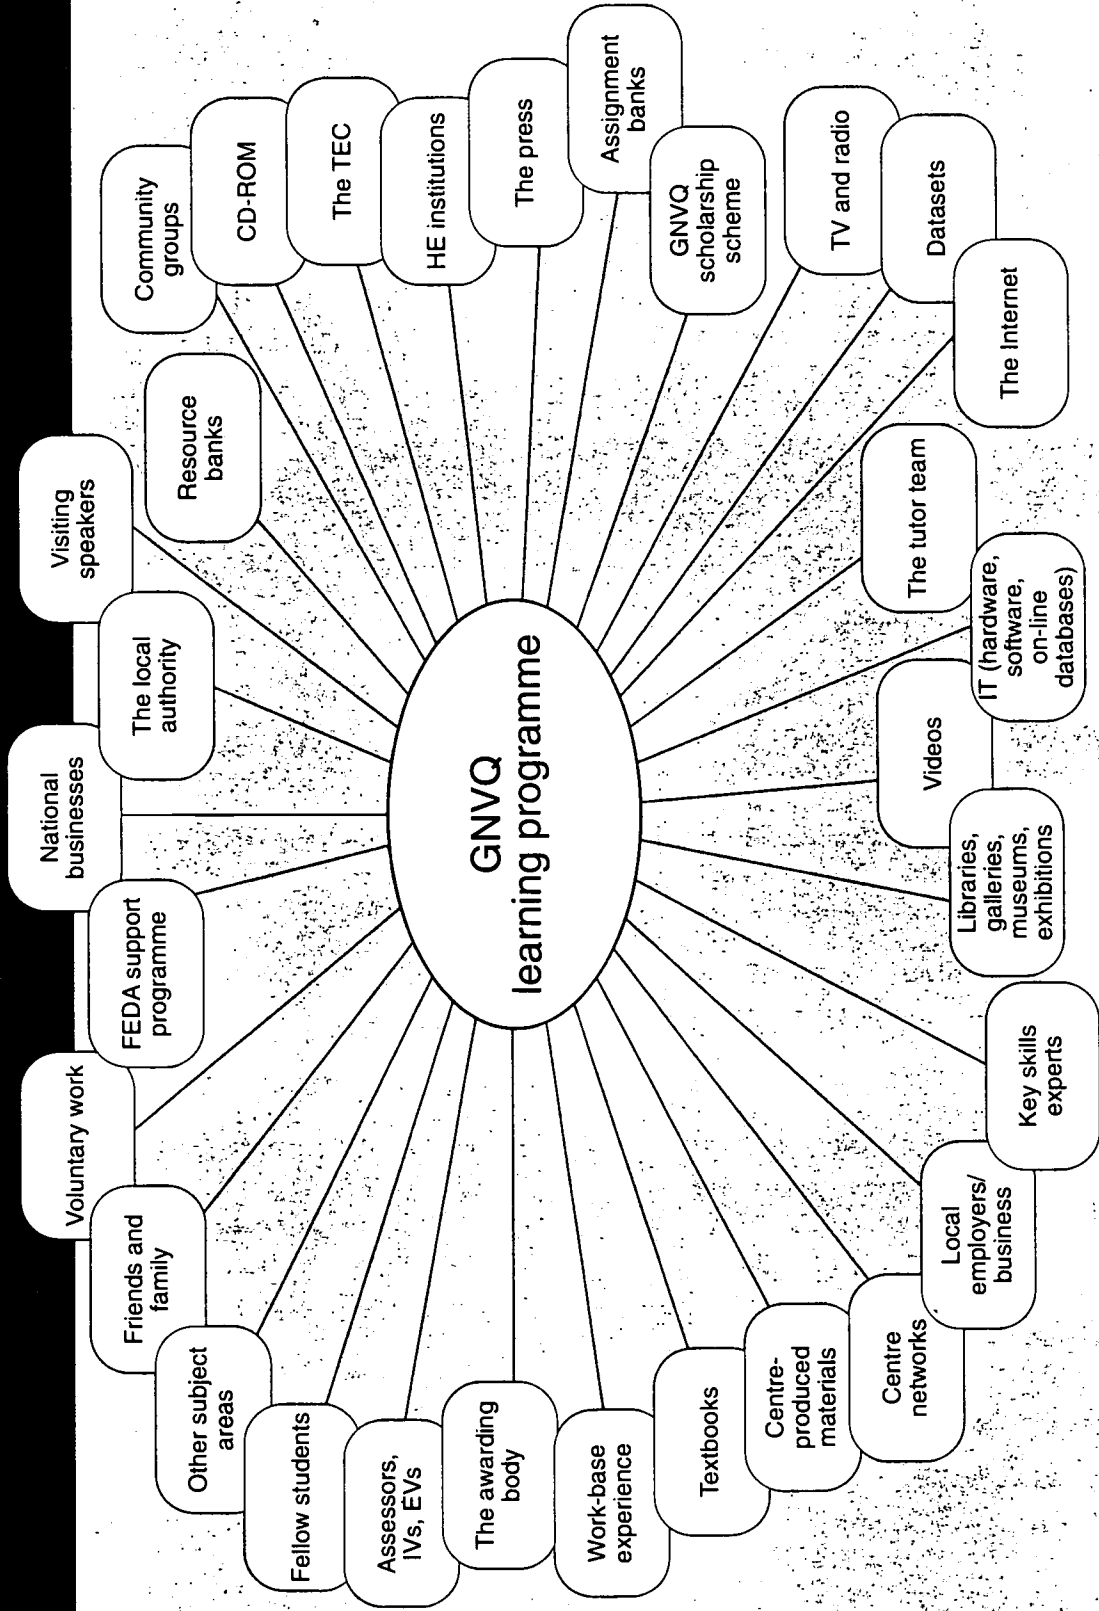 GNVQ
learning programme
National
businesses
The local
authority
Visiting
speakers
Resource
banks
Community
groups
CD-ROM
The TEC
HE institutions
The press
Assignment
banks
GNVQ
scholarship
scheme
TV and radio
Datasets
The Internet
The tutor team
IT (hardware,
software,
on-line
databases)
Videos
Libraries,
galleries,
museums,
exhibitions
Key skills
experts
Local
employers/
business
Centre
networks
Centre-
produced
materials
Textbooks
Work-base
experience
The awarding
body
Assessors,
IVs, EVs
Fellow students
Other subject
areas
Friends and
family
Voluntary work
FEDA support
programme